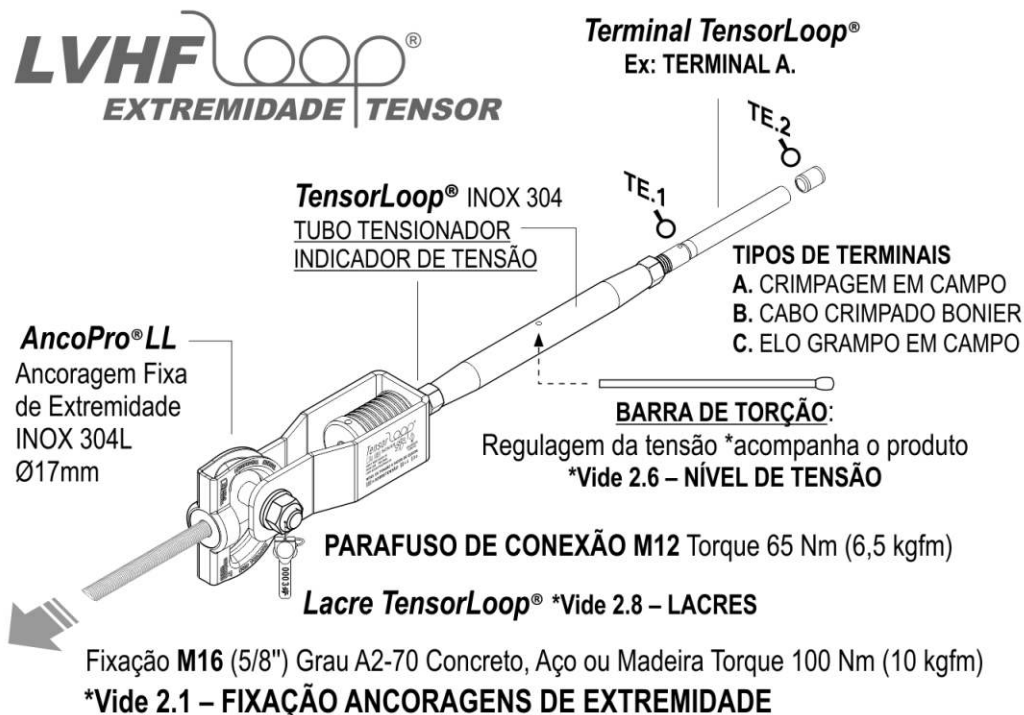 LVHF Loop®
EXTREMIDADE TENSOR
Terminal TensorLoop®
Ex: TERMINAL A.
TE.2
TE.1
TensorLoop® INOX 304
TUBO TENSIONADOR
INDICADOR DE TENSÃO
TIPOS DE TERMINAIS
A. CRIMPAGEM EM CAMPO
B. CABO CRIMPADO BONIER
C. ELO GRAMPO EM CAMPO
AncoPro® LL
Ancoragem Fixa
de Extremidade
INOX 304L
Ø17mm
BARRA DE TORÇÃO:
Regulagem da tensão *acompanha o produto
*Vide 2.6 – NÍVEL DE TENSÃO
TensorLoop®
PARAFUSO DE CONEXÃO M12 Torque 65 Nm (6,5 kgfm)
Lacre TensorLoop® *Vide 2.8 – LACRES
Fixação M16 (5/8") Grau A2-70 Concreto, Aço ou Madeira Torque 100 Nm (10 kgfm)
*Vide 2.1 – FIXAÇÃO ANCORAGENS DE EXTREMIDADE